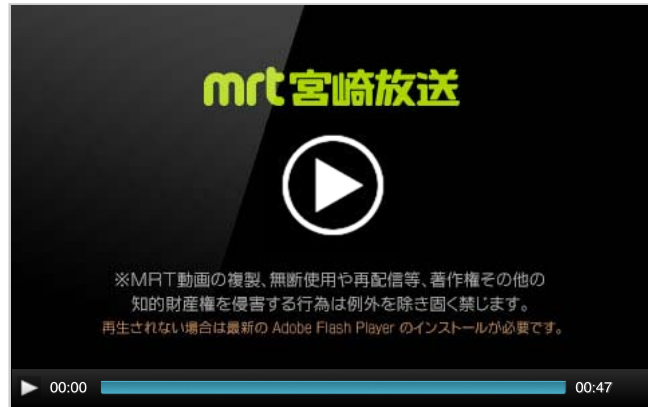 mrt宮崎放送
※MRT動画の複製、無断使用や再配信等、著作権その他の
知的財産権を侵害する行為は例外を除き固く禁じます。
再生されない場合は最新の Adobe Flash Player のインストールが必要です。
00:00 00:47